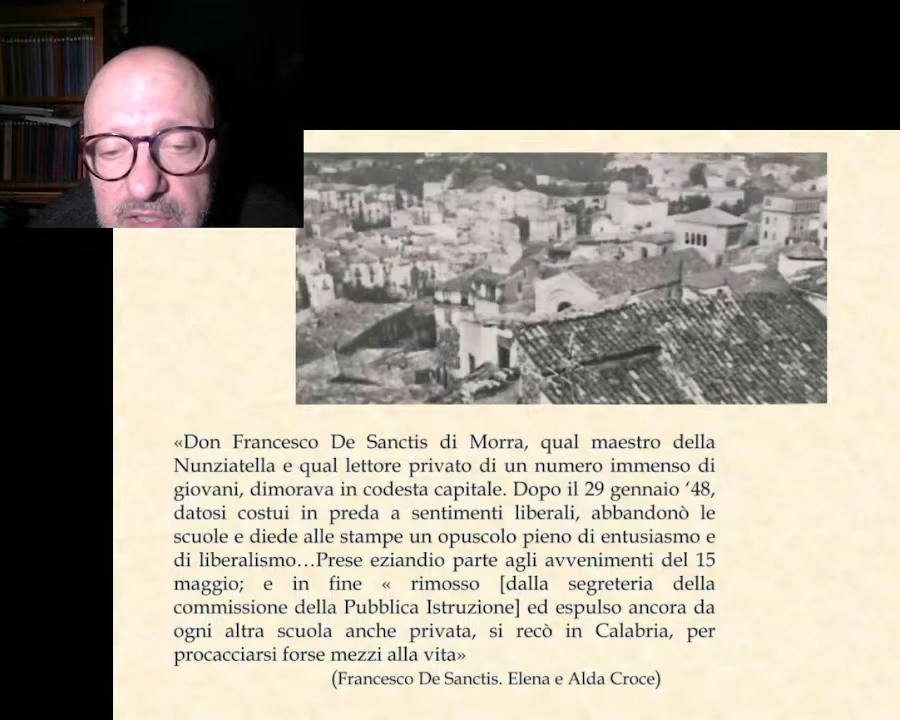 «Don Francesco De Sanctis di Morra, qual maestro della
Nunziatella e qual lettore privato di un numero immenso di
giovani, dimorava in codesta capitale. Dopo il 29 gennaio ‘48,
datosi costui in preda a sentimenti liberali, abbandonò le
scuole e diede alle stampe un opuscolo pieno di entusiasmo e
di liberalismo…Prese eziandio parte agli avvenimenti del 15
maggio; e in fine « rimosso [dalla segreteria della
commissione della Pubblica Istruzione] ed espulso ancora da
ogni altra scuola anche privata, si recò in Calabria, per
procacciarsi forse mezzi alla vita»
(Francesco De Sanctis. Elena e Alda Croce)